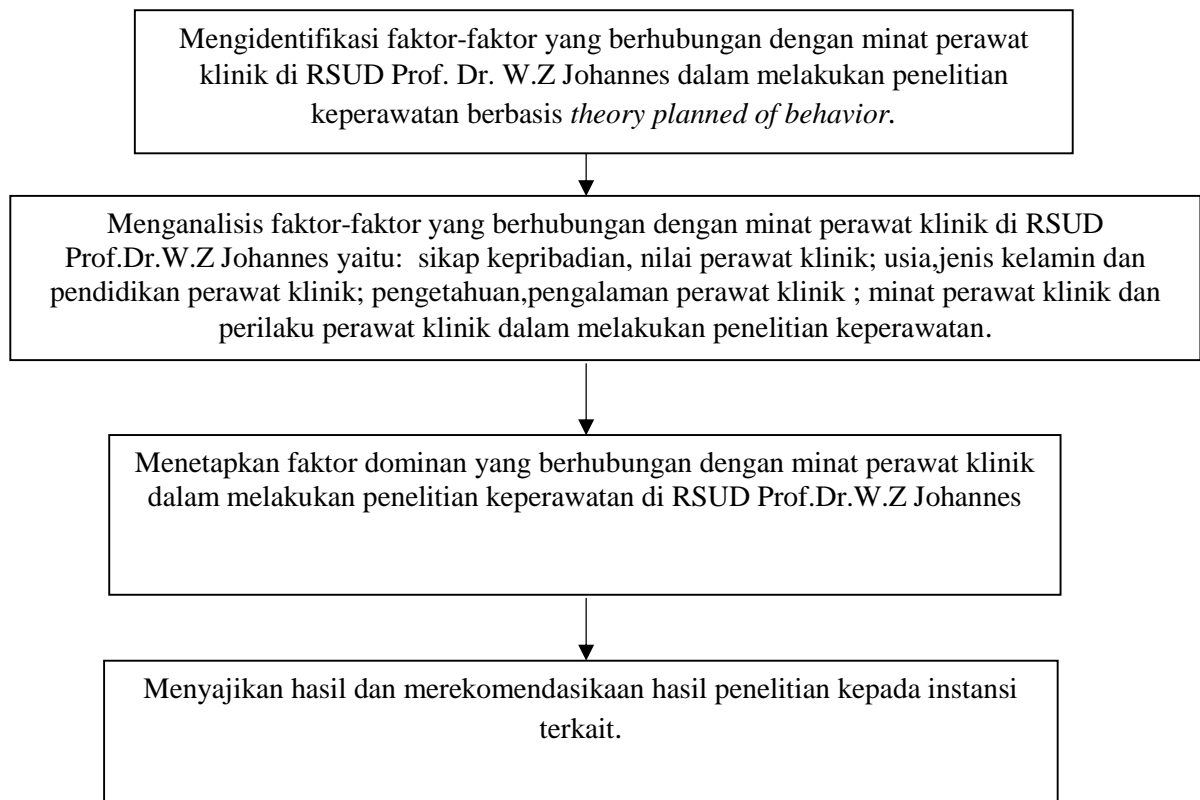 Mengidentifikasi faktor-faktor yang berhubungan dengan minat perawat
klinik di RSUD Prof. Dr. W.Z Johannes dalam melakukan penelitian
keperawatan berbasis theory planned of behavior.
Menganalisis faktor-faktor yang berhubungan dengan minat perawat klinik di RSUD
Prof.Dr.W.Z Johannes yaitu: sikap kepribadian, nilai perawat klinik; usia,jenis kelamin dan
pendidikan perawat klinik; pengetahuan,pengalaman perawat klinik ; minat perawat klinik dan
perilaku perawat klinik dalam melakukan penelitian keperawatan.
Menetapkan faktor dominan yang berhubungan dengan minat perawat klinik
dalam melakukan penelitian keperawatan di RSUD Prof.Dr.W.Z Johannes
Menyajikan hasil dan merekomendasikaan hasil penelitian kepada instansi
terkait.